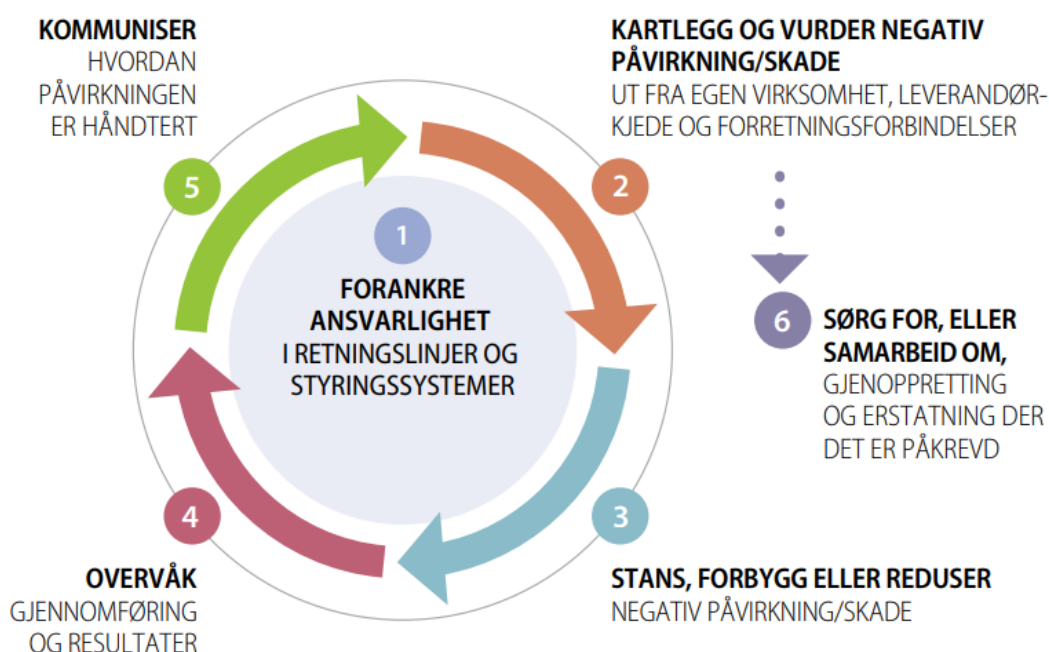 KOMMUNISER
HVORDAN
PÅVIRKNINGEN
ER HÅNDTERT
5
KARTLEGG OG VURDER NEGATIV
PÅVIRKNING/SKADE
UT FRA EGEN VIRKSOMHET, LEVERANDØR-
KJEDE OG FORRETNINGSFORBINDELSER
2
1
FORANKRE
ANSVARLIGHET
I RETNINGSLINJER OG
STYRINGSSYSTEMER
6
SØRG FOR, ELLER
SAMARBEID OM,
GJENOPPRETTING
OG ERSTATNING DER
DET ER PÅKREVD
4
OVERVÅK
GJENNOMFØRING
OG RESULTATER
3
STANS, FORBYGG ELLER REDUSER
NEGATIV PÅVIRKNING/SKADE